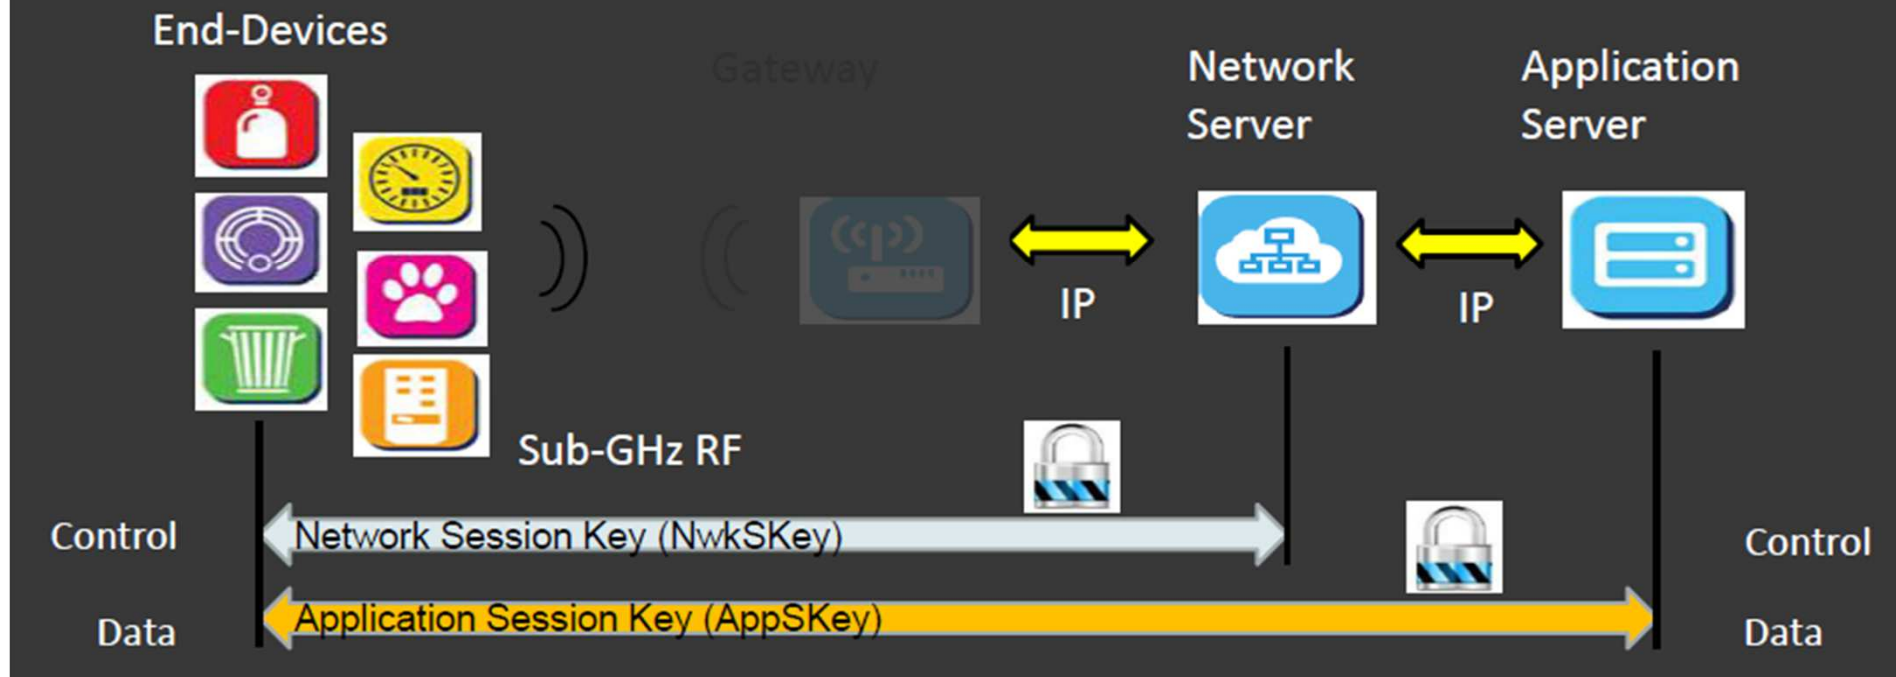 End-Devices
Gateway
Network
Server
Application
Server
IP
IP
Sub-GHz RF
Control
Network Session Key (NwkSKey)
Control
Data
Application Session Key (AppSKey)
Data